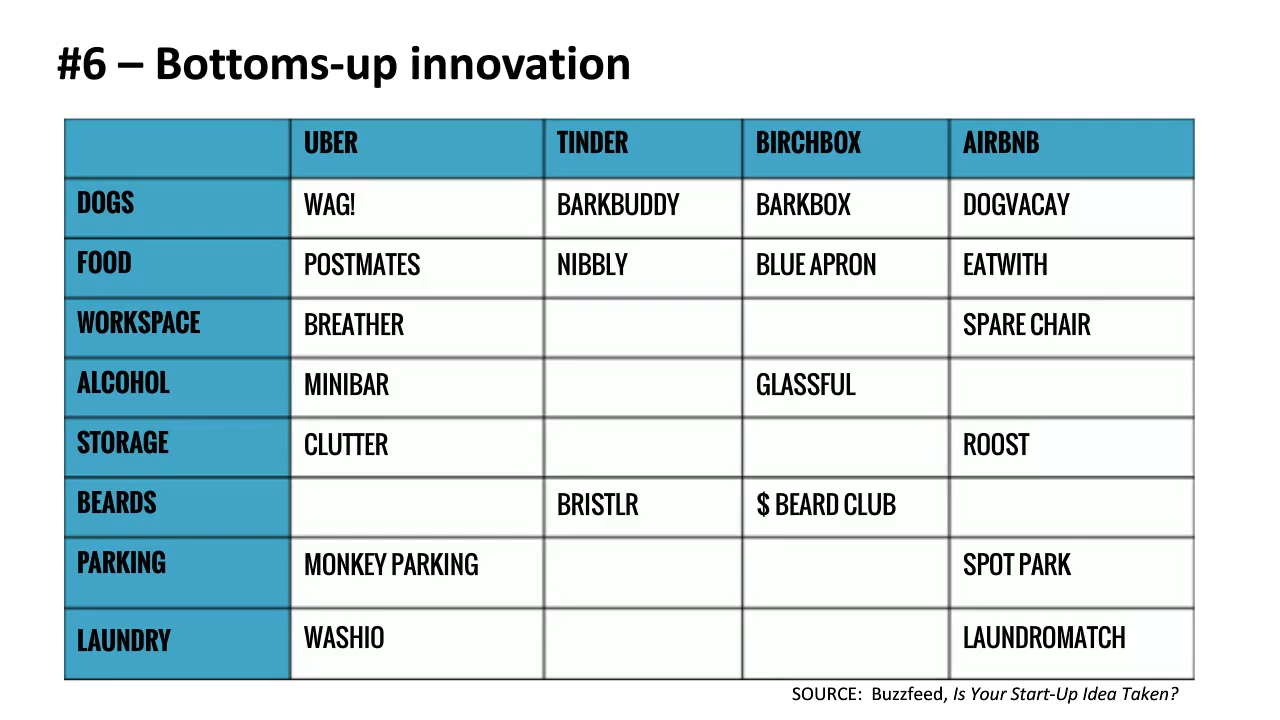 #6 – Bottoms-up innovation
UBER TINDER BIRCHBOX AIRBNB
DOGS WAG! BARKBUDDY BARKBOX DOGVACAY
FOOD POSTMATES NIBBLY BLUE APRON EATWITH
WORKSPACE BREATHER SPARE CHAIR
ALCOHOL MINIBAR GLASSFUL
STORAGE CLUTTER ROOST
BEARDS BRISTLR $ BEARD CLUB
PARKING MONKEY PARKING SPOT PARK
LAUNDRY WASHIO LAUNDROMATCH
SOURCE: Buzzfeed, Is Your Start-Up Idea Taken?